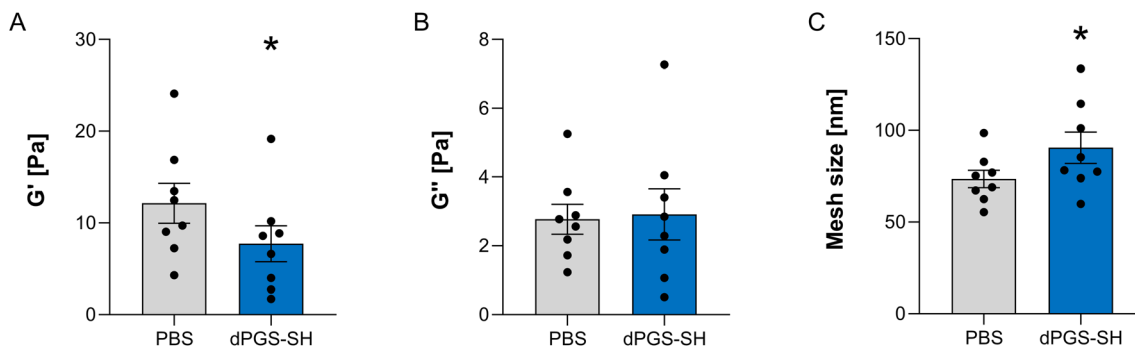 A
G' [Pa]
30
20
10
0
*
PBS
dPGS-SH
B
G'' [Pa]
8
6
4
2
0
PBS
dPGS-SH
C
Mesh size [nm]
150
100
50
0
*
PBS
dPGS-SH